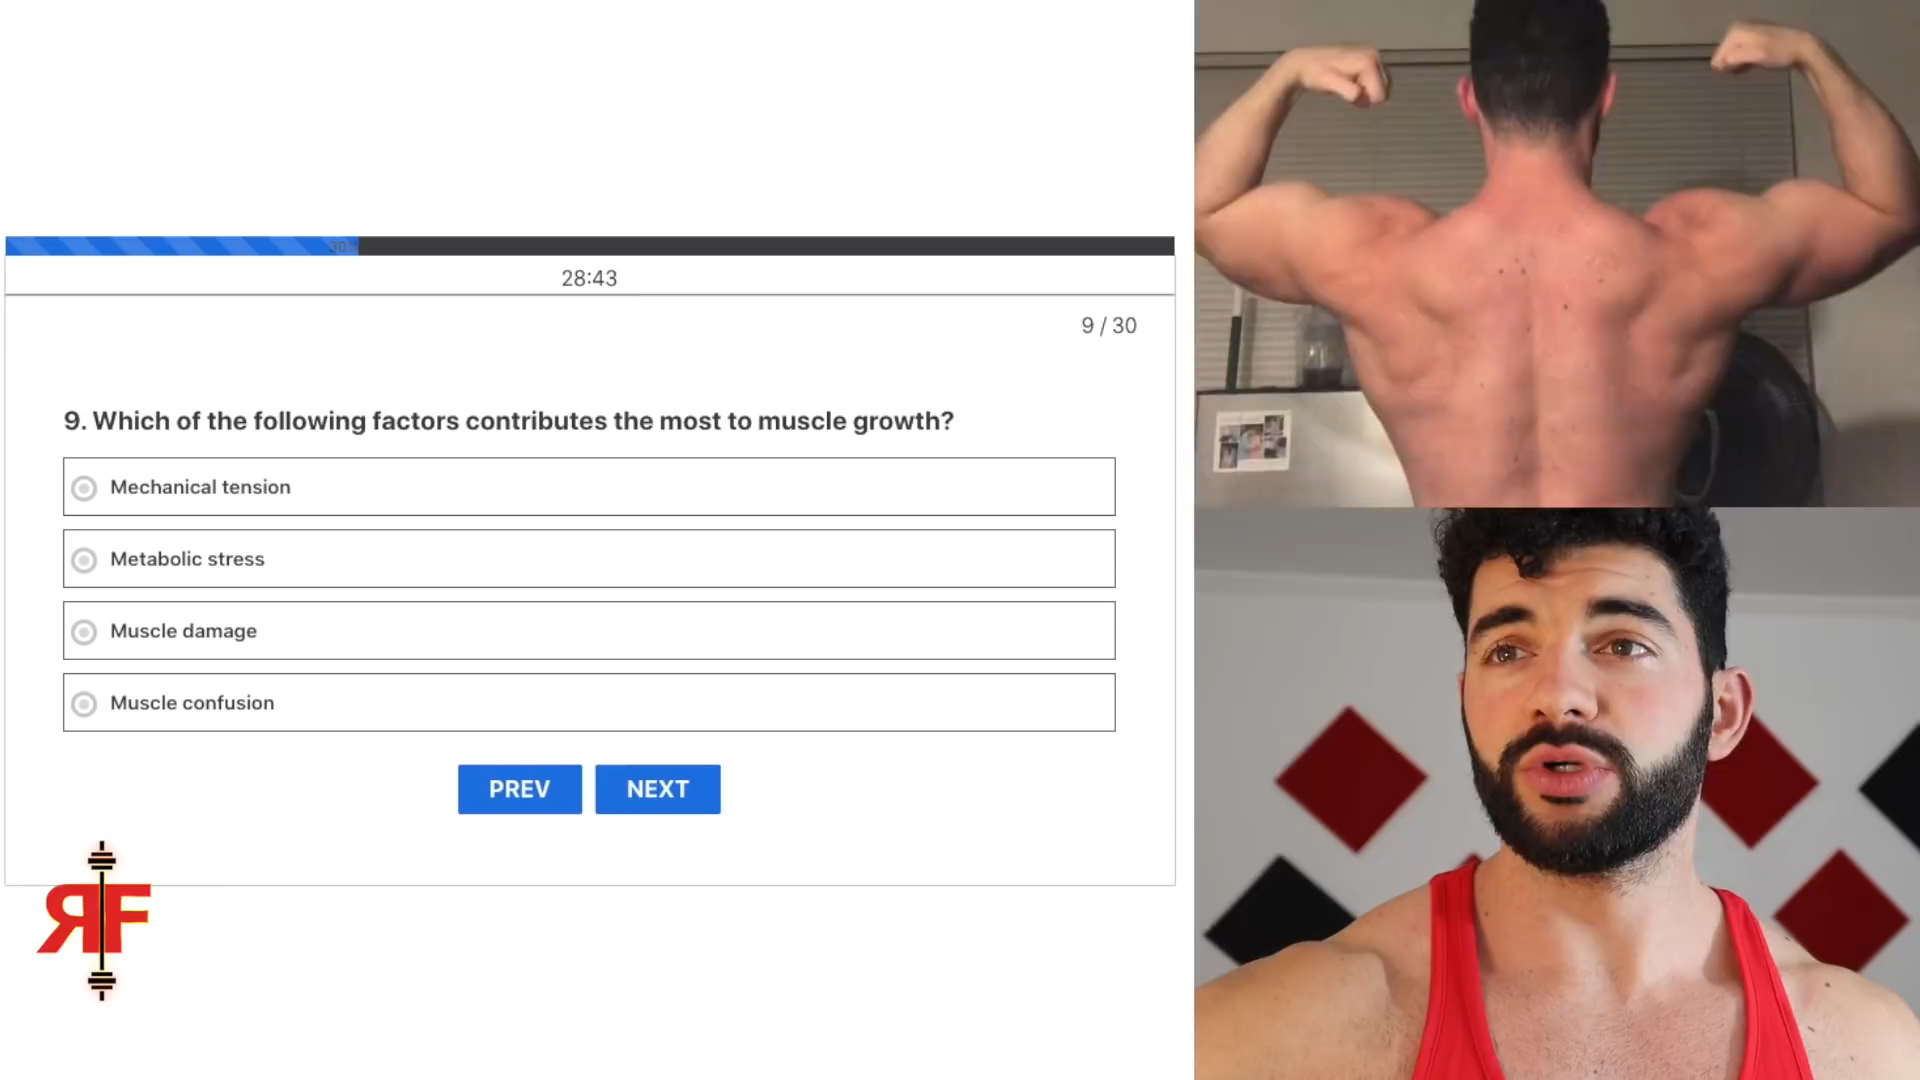 30
28:43
9 / 30
9. Which of the following factors contributes the most to muscle growth?
Mechanical tension
Metabolic stress
Muscle damage
Muscle confusion
PREV NEXT
RF